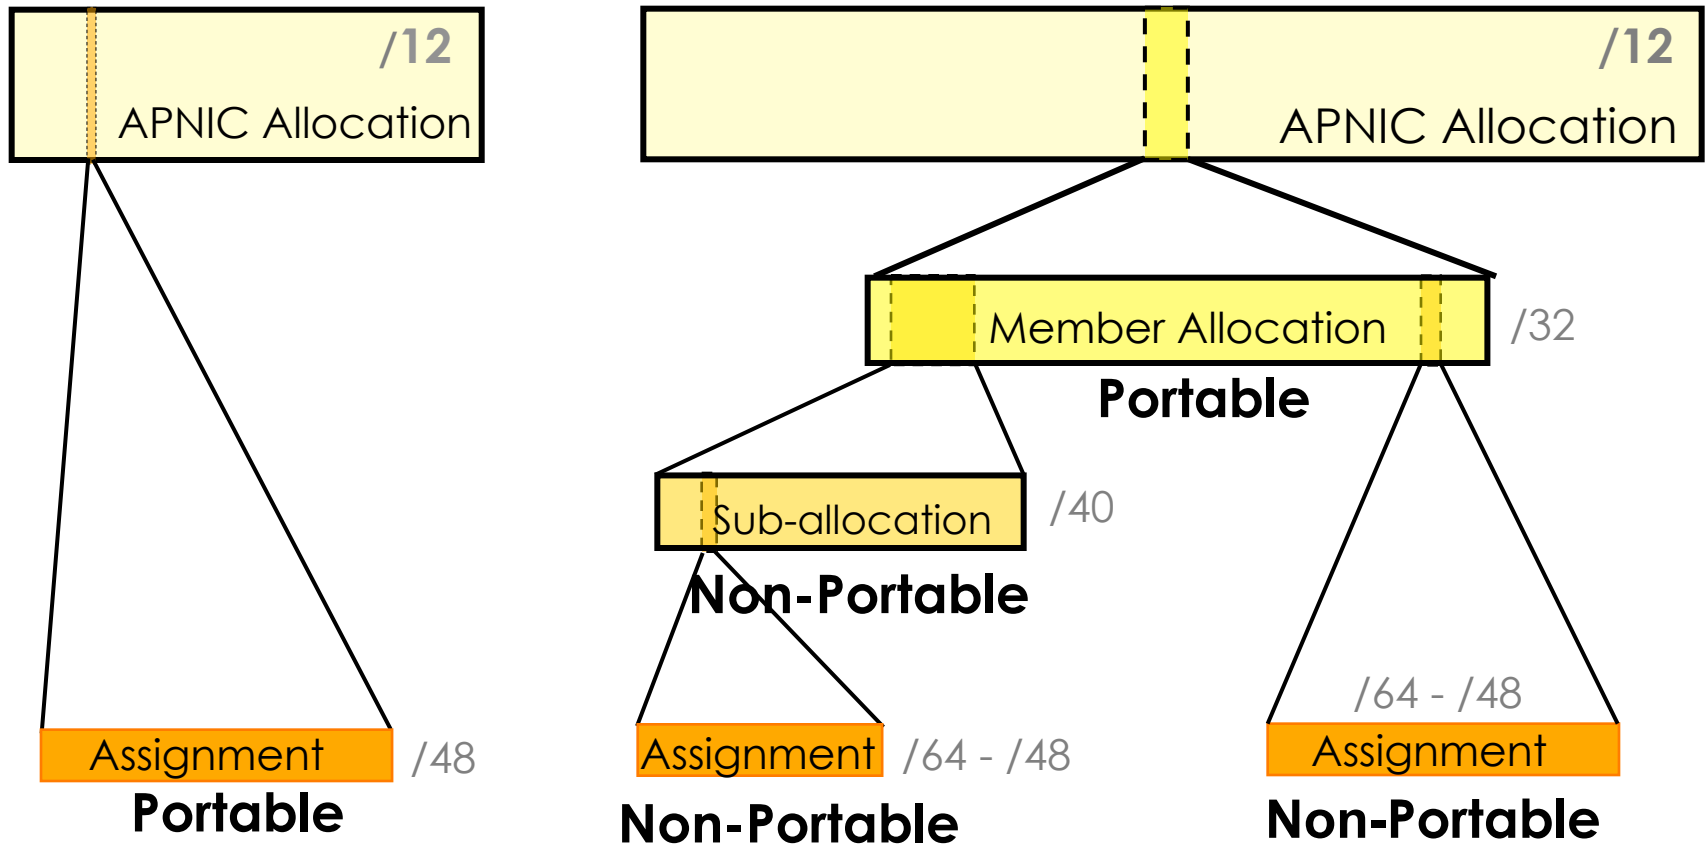 /12
APNIC Allocation
/12
APNIC Allocation
Member Allocation
/32
Portable
Sub-allocation
/40
Non-Portable
/64 - /48
Assignment
/48
Portable
Assignment
/64 - /48
Non-Portable
Assignment
Non-Portable